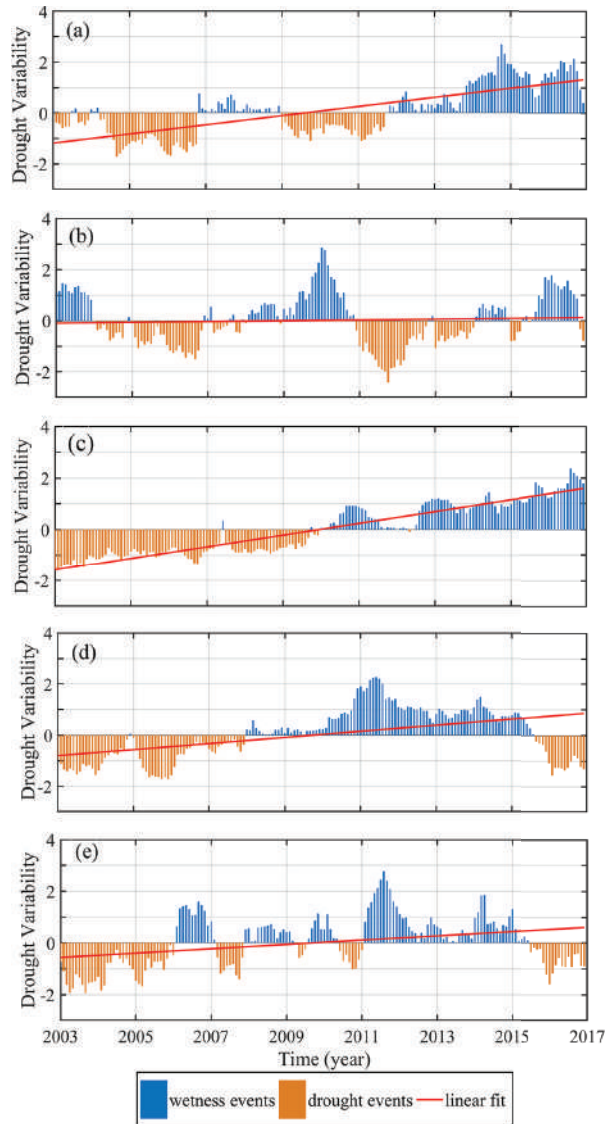 (a)
Drought Variability
4
2
0
-2
(b)
Drought Variability
4
2
0
-2
(c)
Drought Variability
4
2
0
-2
(d)
Drought Variability
4
2
0
-2
(e)
Drought Variability
4
2
0
-2
2003 2005 2007 2009 2011 2013 2015 2017
Time (year)
wetness events drought events linear fit